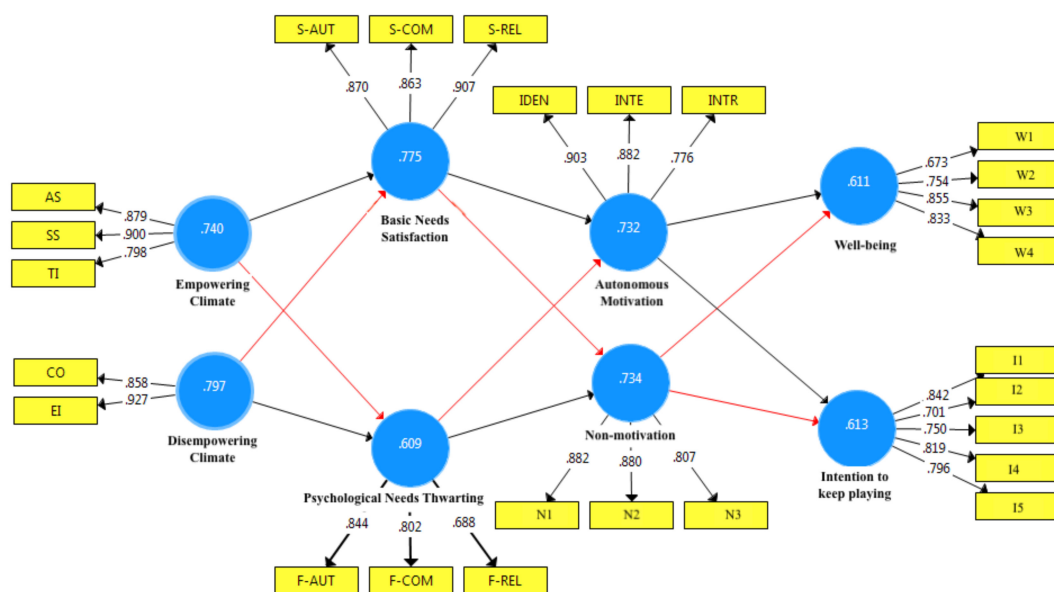 S-AUT
S-COM
S-REL
.870
.863
.907
IDEN
INTE
INTR
.903
.882
.776
.775
Basic Needs
Satisfaction
AS
SS
TI
.879
.900
.798
.740
Empowering
Climate
.732
Autonomous
Motivation
.611
Well-being
.673
.754
.855
.833
W1
W2
W3
W4
CO
EI
.858
.927
.797
Disempowering
Climate
.609
Psychological Needs Thwarting
.844
.802
.688
F-AUT
F-COM
F-REL
.734
Non-motivation
.882
.880
.807
N1
N2
N3
.613
Intention to
keep playing
.842
.701
.750
.819
.796
I1
I2
I3
I4
I5